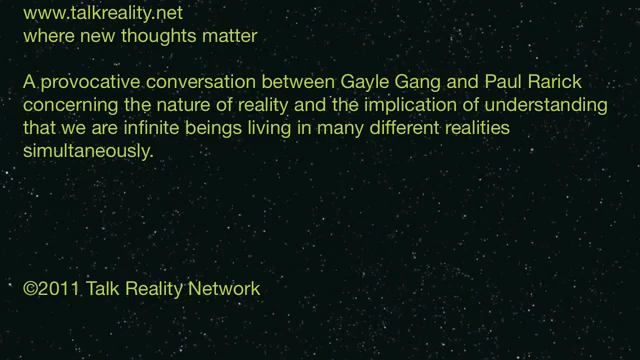 www.talkreality.net
where new thoughts matter
A provocative conversation between Gayle Gang and Paul Rarick
concerning the nature of reality and the implication of understanding
that we are infinite beings living in many different realities
simultaneously.
©2011 Talk Reality Network